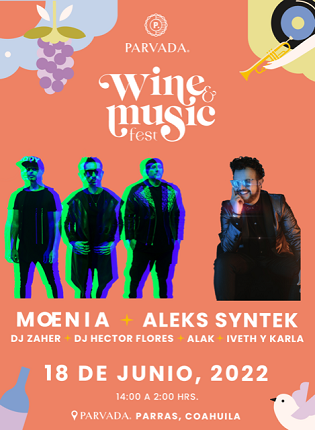 P.
PARVADA.
Wine &
music
fest
MOENIA + ALEKS SYNTEK
DJ ZAHER + DJ HECTOR FLORES + ALAK + IVETH Y KARLA
18 DE JUNIO, 2022
14:00 A 2:00 HRS.
PARVADA. PARRAS, COAHUILA